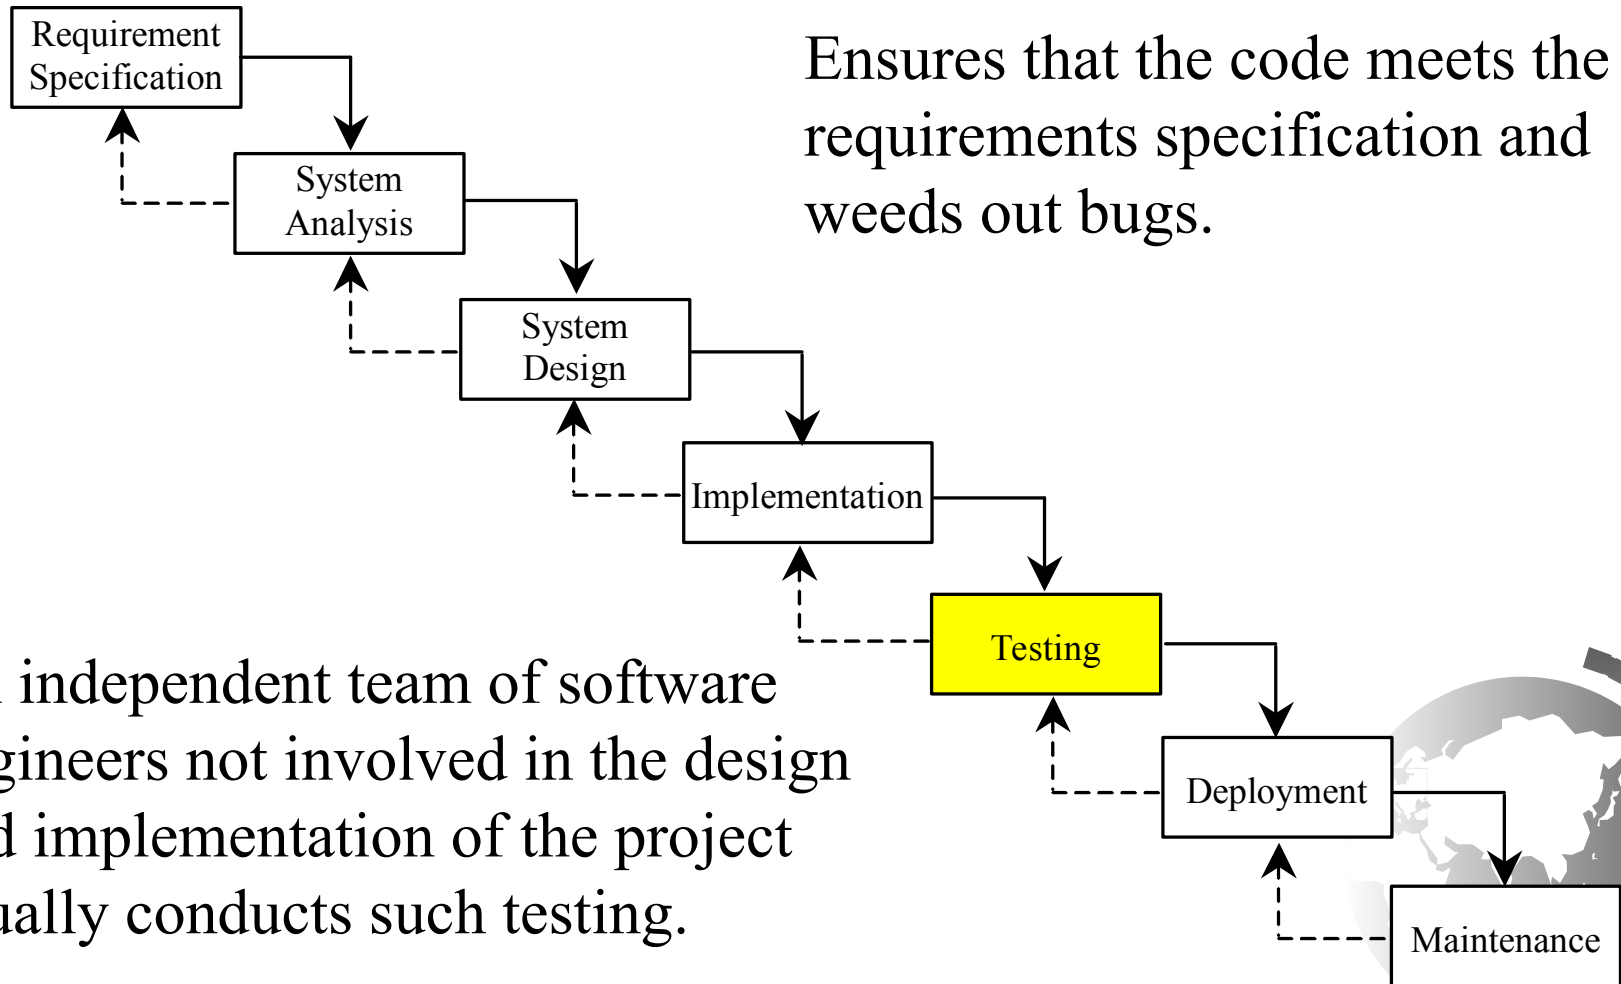 Requirement
Specification
Ensures that the code meets the
requirements specification and
weeds out bugs.
System
Analysis
System
Design
Implementation
Testing
independent team of software
gineers not involved in the design
implementation of the project
ually conducts such testing.
Deployment
Maintenance